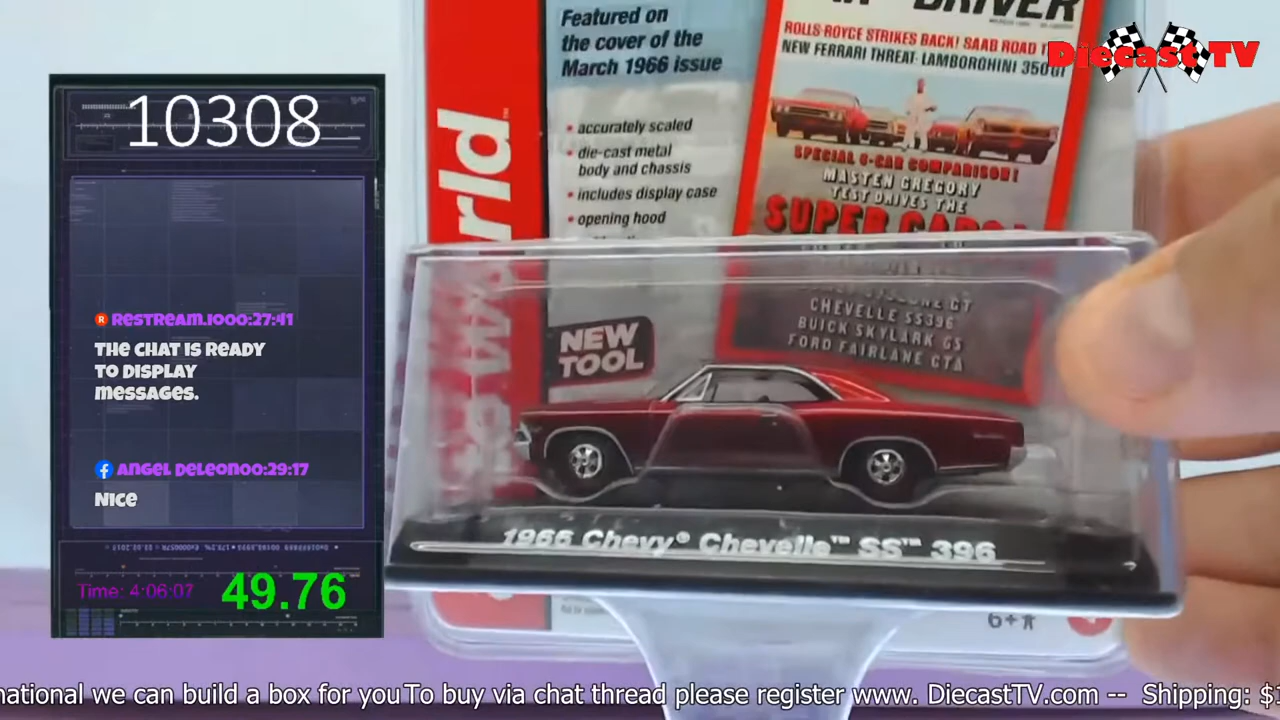 10308
RESTREAM.IO00:27:41
THE CHAT IS READY
TO DISPLAY
MESSAGES.
ANGEL DELEON00:29:17
NICE
Time: 4:06:07
49.76
Featured on
the cover of the
March 1966 issue
• accurately scaled
• die-cast metal
body and chassis
• includes display case
• opening hood
DRIVER
ROLLS-ROYCE STRIKES BACK! SAAB ROAD
NEW FERRARI THREAT-LAMBORGHINI 350GT
SPECIAL 6-CAR COMPARISON!
MASTEN GREGORY
TEST DRIVES THE
SUPER CARS
GT
CHEVELLE SS396
BUICK SKYLARK GS
FORD FAIRLANE GTA
NEW
TOOL
1966 Chevy® Chevelle™ SS™ 396
6+
Diecast TV
national we can build a box for youTo buy via chat thread please register www. DiecastTV.com -- Shipping: $